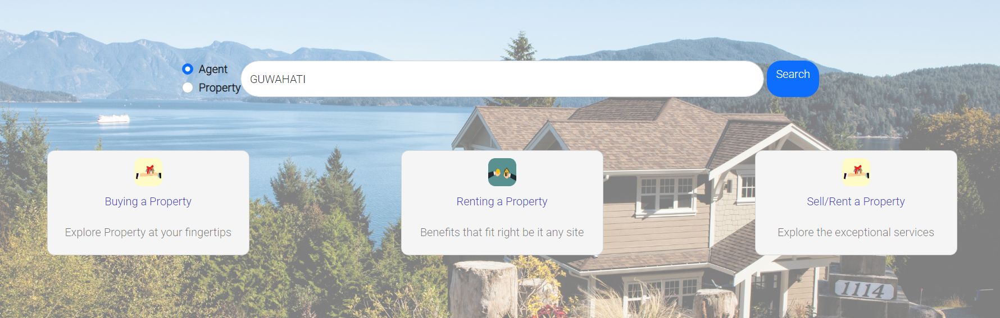 Agent
Property
GUWAHATI
Search
Buying a Property
Explore Property at your fingertips
Renting a Property
Benefits that fit right be it any site
Sell/Rent a Property
Explore the exceptional services
1114